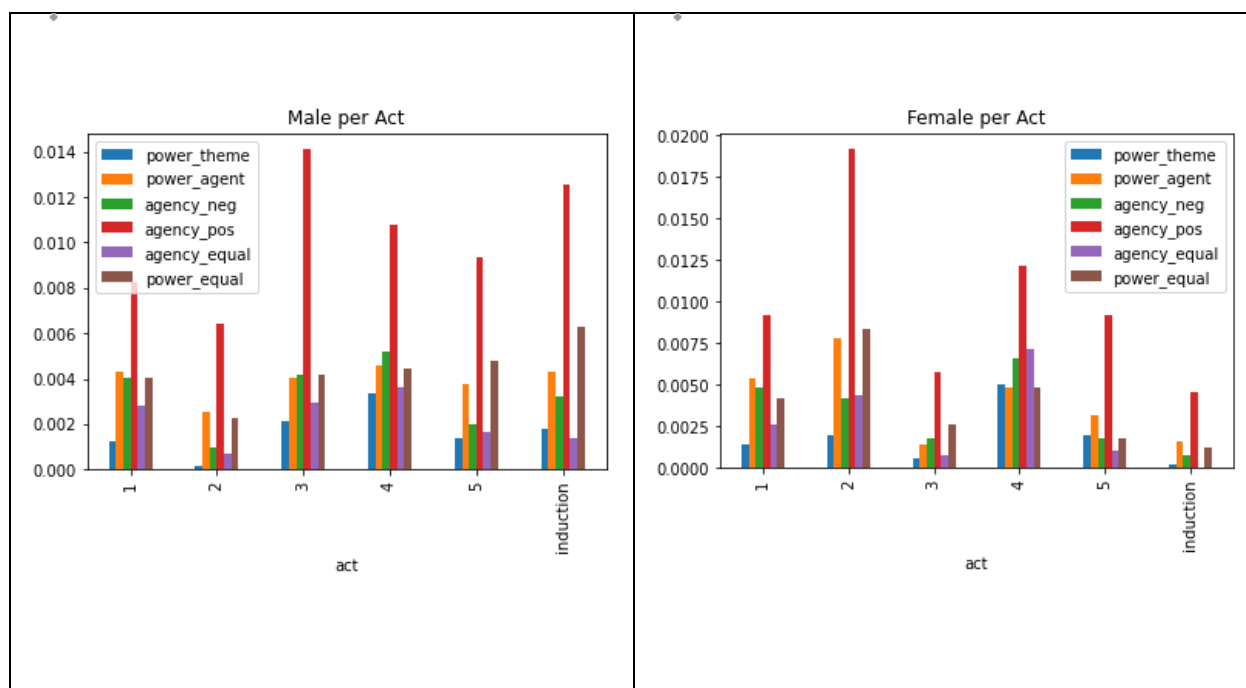 Male per Act
0.014
0.012
0.010
0.008
0.006
0.004
0.002
0.000
power_theme
power_agent
agency_neg
agency_pos
agency_equal
power_equal
1
2
3
4
5
induction
act
Female per Act
0.0200
0.0175
0.0150
0.0125
0.0100
0.0075
0.0050
0.0025
0.0000
power_theme
power_agent
agency_neg
agency_pos
agency_equal
power_equal
1
2
3
4
5
induction
act